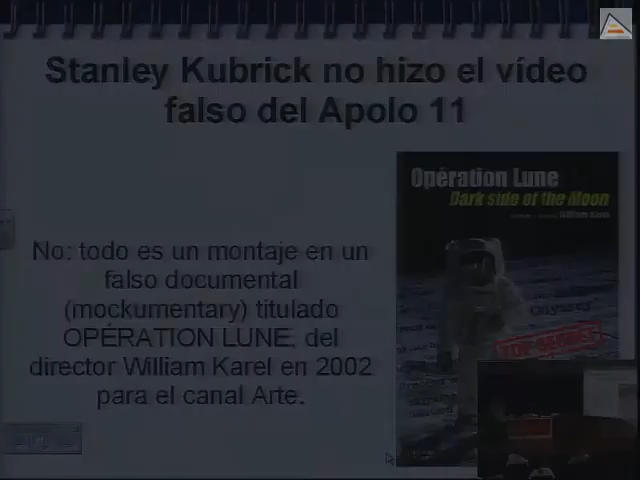 Stanley Kubrick no hizo el vídeo
falso del Apolo 11
Opération Lune
Dark side of the Moon
William Karel
No: todo es un montaje en un
falso documental
(mockumentary) titulado
OPÉRATION LUNE, del
director William Karel en 2002
para el canal Arte.
TOP SECRET